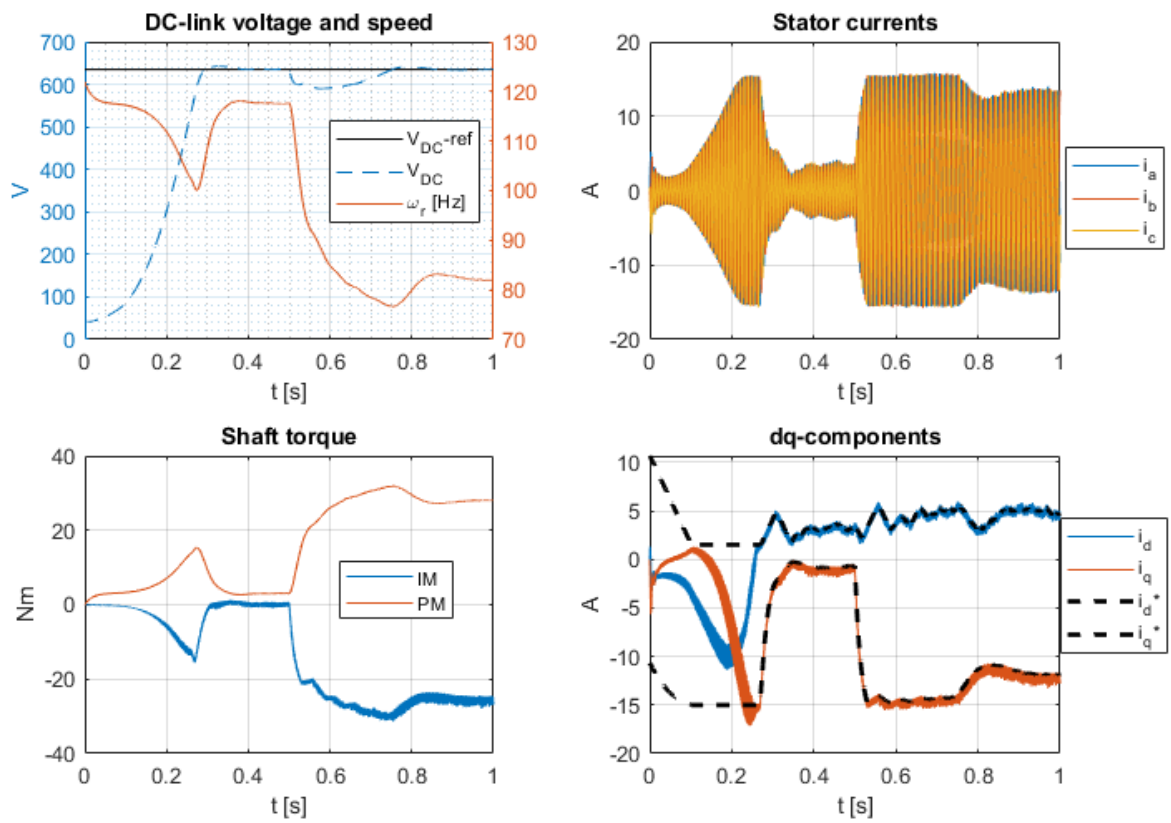 DC-link voltage and speed
700
600
500
400
300
200
100
0
V
130
120
110
100
90
80
70
V_DC-ref
V_DC
ω_r [Hz]
0 0.2 0.4 0.6 0.8 1
t [s]
Stator currents
20
10
0
-10
-20
A
i_a
i_b
i_c
0 0.2 0.4 0.6 0.8 1
t [s]
Shaft torque
40
20
0
-20
-40
Nm
IM
PM
0 0.2 0.4 0.6 0.8 1
t [s]
dq-components
10
5
0
-5
-10
-15
-20
A
i_d
i_q
i_d*
i_q*
0 0.2 0.4 0.6 0.8 1
t [s]